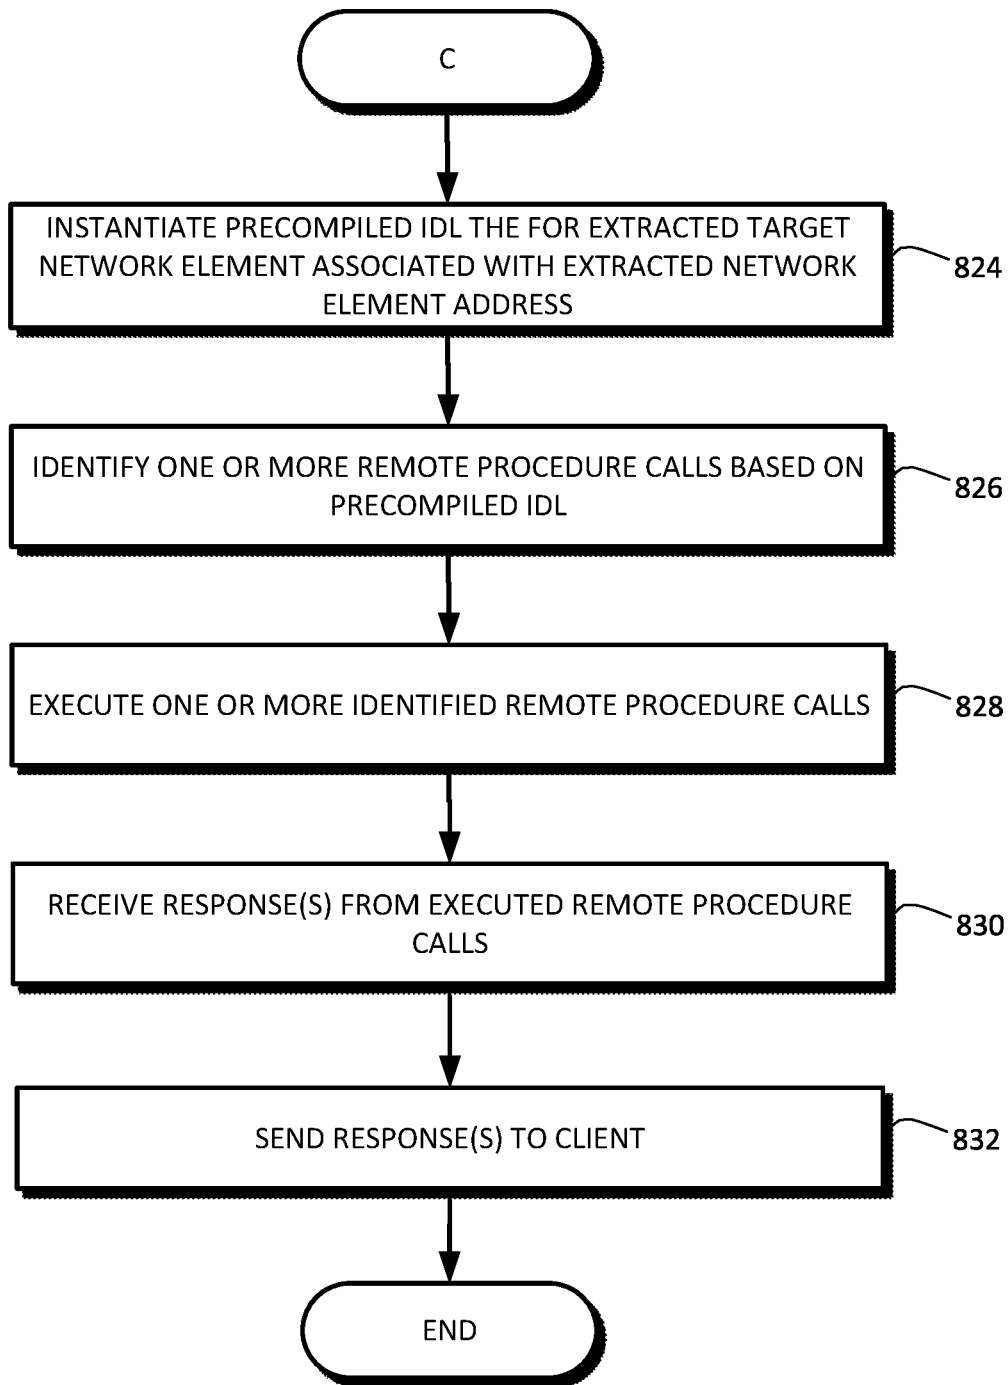 C
INSTANTIATE PRECOMPILED IDL THE FOR EXTRACTED TARGET
NETWORK ELEMENT ASSOCIATED WITH EXTRACTED NETWORK
ELEMENT ADDRESS
824
IDENTIFY ONE OR MORE REMOTE PROCEDURE CALLS BASED ON
PRECOMPILED IDL
826
EXECUTE ONE OR MORE IDENTIFIED REMOTE PROCEDURE CALLS
828
RECEIVE RESPONSE(S) FROM EXECUTED REMOTE PROCEDURE
CALLS
830
SEND RESPONSE(S) TO CLIENT
832
END